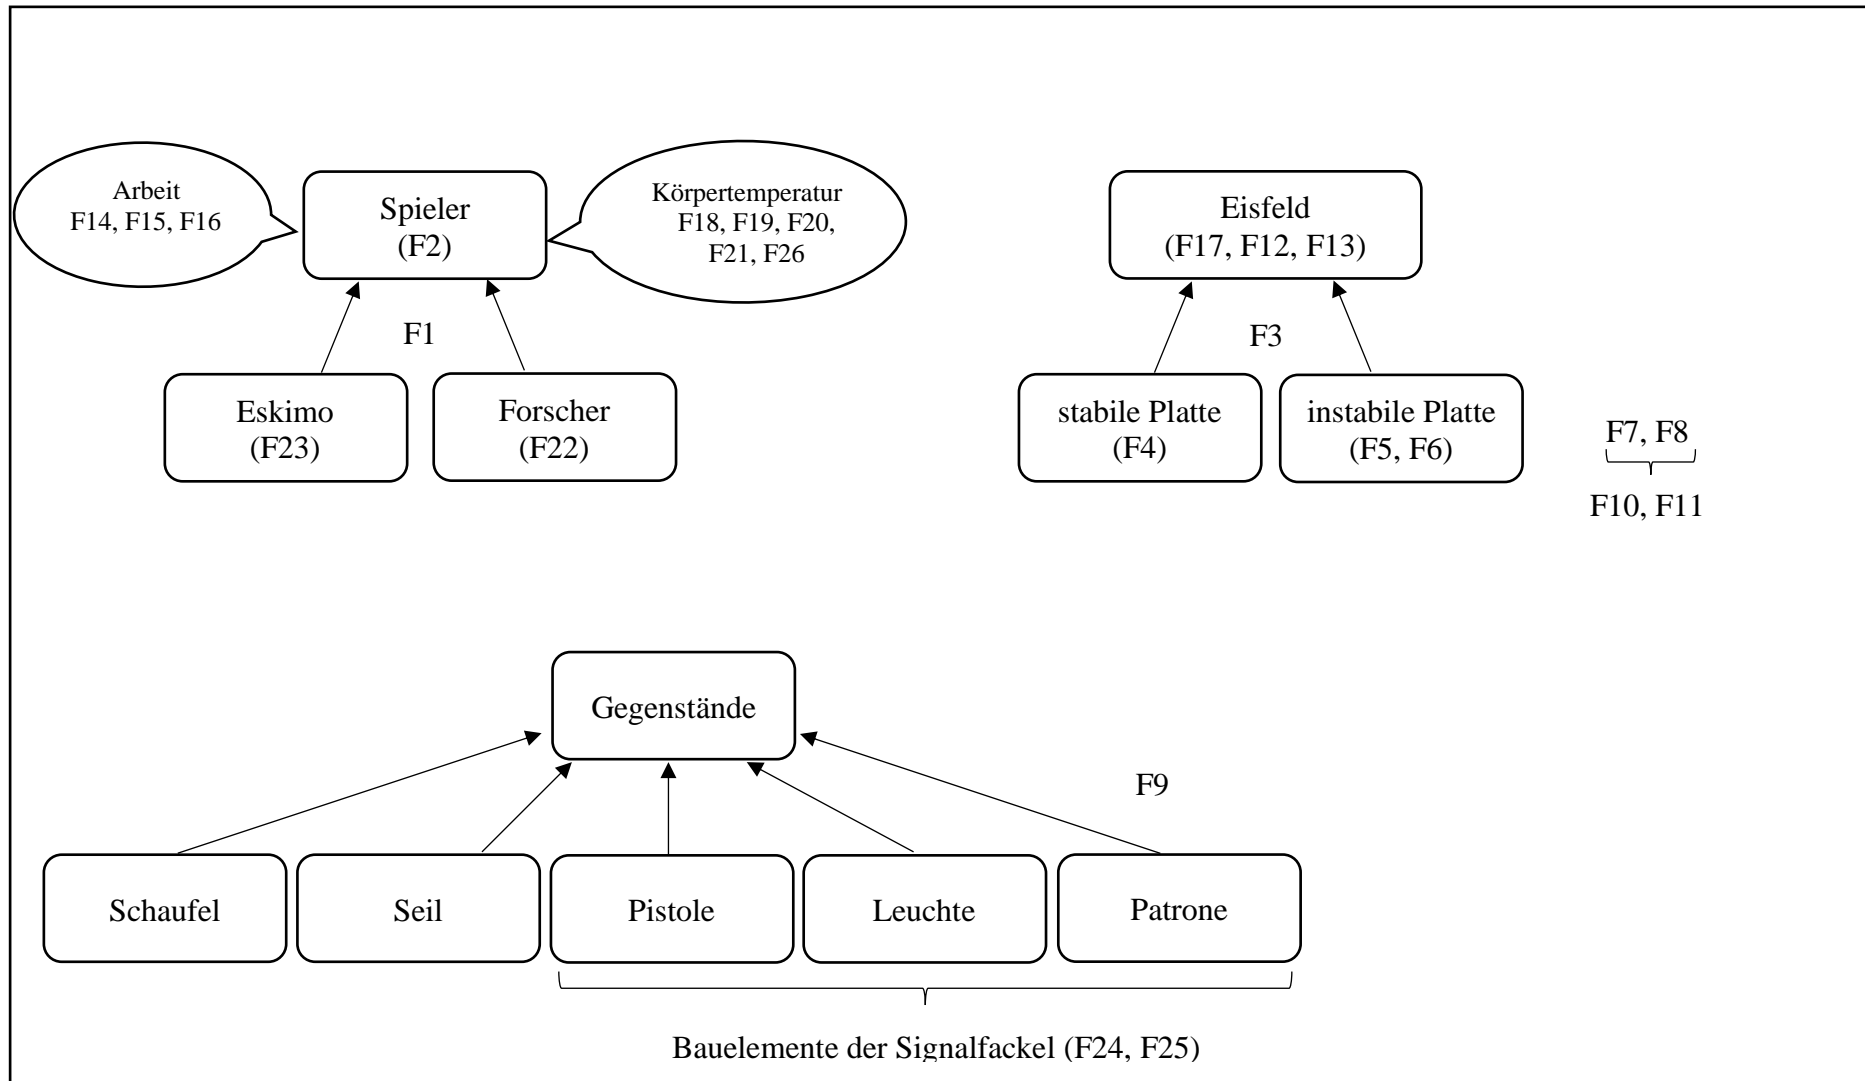 Arbeit
F14, F15, F16
Spieler
(F2)
Körpertemperatur
F18, F19, F20,
F21, F26
Eisfeld
(F17, F12, F13)
F1
F3
Eskimo
(F23)
Forscher
(F22)
stabile Platte
(F4)
instabile Platte
(F5, F6)
F7, F8
F10, F11
Gegenstände
F9
Schaufel
Seil
Pistole
Leuchte
Patrone
Bauelemente der Signalfackel (F24, F25)